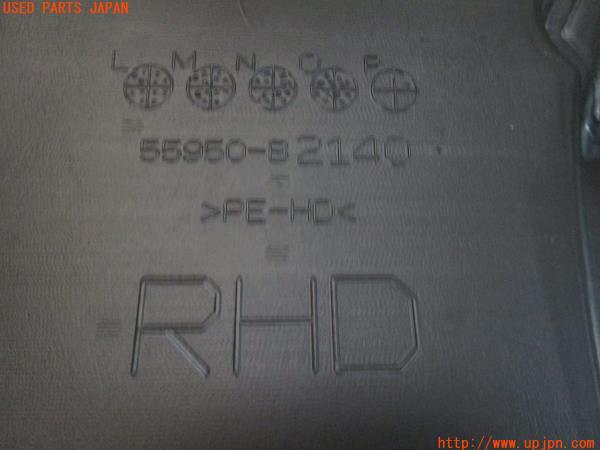 USED PARTS JAPAN
L M N O P
55950-B2140
>PE-HD<
RHD
http://www.upjpn.com